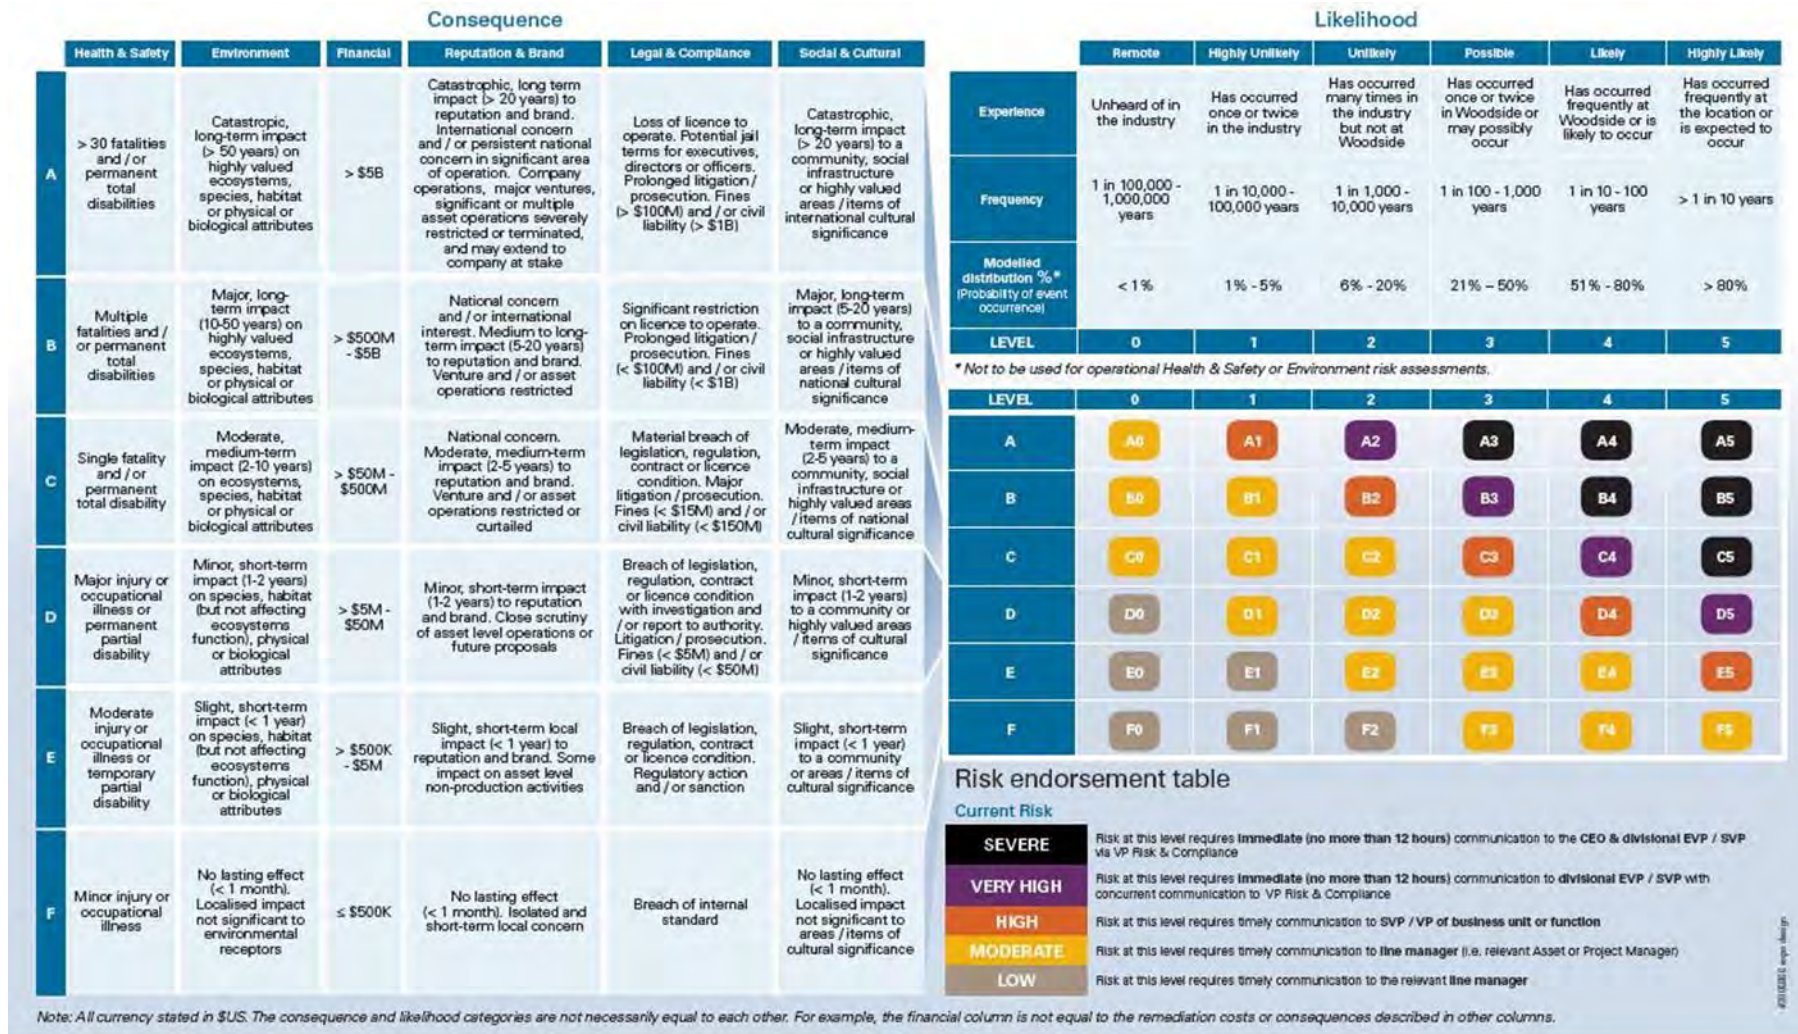 Consequence
Health & Safety
Environment
Financial
Reputation & Brand
Legal & Compliance
Social & Cultural
A
> 30 fatalities
and / or
permanent
total
disabilities
Catastropic,
long-term impact
(> 50 years) on
highly valued
ecosystems,
species, habitat
or physical or
biological attributes
> $5B
Catastrophic, long term
impact (> 20 years) to
reputation and brand.
International concern
and / or persistent national
concern in significant area
of operation. Company
operations, major ventures,
significant or multiple
asset operations severely
restricted or terminated,
and may extend to
company at stake
Loss of licence to
operate. Potential jail
terms for executives,
directors or officers.
Prolonged litigation /
prosecution. Fines
(> $100M) and / or civil
liability (> $1B)
Catastrophic,
long-term impact
(> 20 years) to a
community, social
infrastructure
or highly valued
areas / items of
international cultural
significance
B
Multiple
fatalities and /
or permanent
total
disabilities
Major, long-
term impact
(10-50 years) on
highly valued
ecosystems,
species, habitat
or physical or
biological attributes
> $500M
- $5B
National concern
and / or international
interest. Medium to long-
term impact (5-20 years)
to reputation and brand.
Venture and / or asset
operations restricted
Significant restriction
on licence to operate.
Prolonged litigation /
prosecution. Fines
(< $100M) and / or civil
liability (< $1B)
Major, long-term
impact (5-20 years)
to a community,
social infrastructure
or highly valued
areas / items of
national cultural
significance
C
Single fatality
and / or
permanent
total disability
Moderate,
medium-term
impact (2-10 years)
on ecosystems,
species, habitat
or physical or
biological attributes
> $50M -
$500M
National concern.
Moderate, medium-term
impact (2-5 years) to
reputation and brand.
Venture and / or asset
operations restricted or
curtailed
Material breach of
legislation, regulation,
contract or licence
condition. Major
litigation / prosecution.
Fines (< $15M) and / or
civil liability (< $150M)
Moderate, medium-
term impact
(2-5 years) to a
community, social
infrastructure or
highly valued areas
/ items of national
cultural significance
D
Major injury or
occupational
illness or
permanent
partial
disability
Minor, short-term
impact (1-2 years)
on species, habitat
(but not affecting
ecosystems
function), physical
or biological
attributes
> $5M -
$50M
Minor, short-term impact
(1-2 years) to reputation
and brand. Close scrutiny
of asset level operations or
future proposals
Breach of legislation,
regulation, contract
or licence condition
with investigation and
/ or report to authority.
Litigation / prosecution.
Fines (< $5M) and / or
civil liability (< $50M)
Minor, short-term
impact (1-2 years)
to a community or
highly valued areas
/ items of cultural
significance
E
Moderate
injury or
occupational
illness or
temporary
partial
disability
Slight, short-term
impact (< 1 year)
on species, habitat
(but not affecting
ecosystems
function), physical
or biological
attributes
> $500K
- $5M
Slight, short-term local
impact (< 1 year) to
reputation and brand. Some
impact on asset level
non-production activities
Breach of legislation,
regulation, contract
or licence condition.
Regulatory action
and / or sanction
Slight, short-term
impact (< 1 year)
to a community
or areas / items of
cultural significance
F
Minor injury or
occupational
illness
No lasting effect
(< 1 month).
Localised impact
not significant to
environmental
receptors
≤ $500K
No lasting effect
(< 1 month). Isolated and
short-term local concern
Breach of internal
standard
No lasting effect
(< 1 month).
Localised impact
not significant to
areas / items of
cultural significance
Likelihood
Remote
Highly Unlikely
Unlikely
Possible
Likely
Highly Likely
Experience
Unheard of in
the industry
Has occurred
once or twice
in the industry
Has occurred
many times in
the industry
but not at
Woodside
Has occurred
once or twice
in Woodside or
may possibly
occur
Has occurred
frequently at
Woodside or is
likely to occur
Has occurred
frequently at
the location or
is expected to
occur
Frequency
1 in 100,000 -
1,000,000
years
1 in 10,000 -
100,000 years
1 in 1,000 -
10,000 years
1 in 100 - 1,000
years
1 in 10 - 100
years
> 1 in 10 years
Modelled
distribution %*
(Probability of event
occurrence)
< 1%
1% - 5%
6% - 20%
21% – 50%
51% - 80%
> 80%
LEVEL 0 1 2 3 4 5
* Not to be used for operational Health & Safety or Environment risk assessments.
LEVEL 0 1 2 3 4 5
A A0 A1 A2 A3 A4 A5
B B0 B1 B2 B3 B4 B5
C C0 C1 C2 C3 C4 C5
D D0 D1 D2 D3 D4 D5
E E0 E1 E2 E3 E4 E5
F F0 F1 F2 F3 F4 F5
Risk endorsement table
Current Risk
SEVERE
Risk at this level requires immediate (no more than 12 hours) communication to the CEO & divisional EVP / SVP
via VP Risk & Compliance
VERY HIGH
Risk at this level requires immediate (no more than 12 hours) communication to divisional EVP / SVP with
concurrent communication to VP Risk & Compliance
HIGH
Risk at this level requires timely communication to SVP / VP of business unit or function
MODERATE
Risk at this level requires timely communication to line manager (i.e. relevant Asset or Project Manager)
LOW
Risk at this level requires timely communication to the relevant line manager
Note: All currency stated in $US. The consequence and likelihood categories are not necessarily equal to each other. For example, the financial column is not equal to the remediation costs or consequences described in other columns.